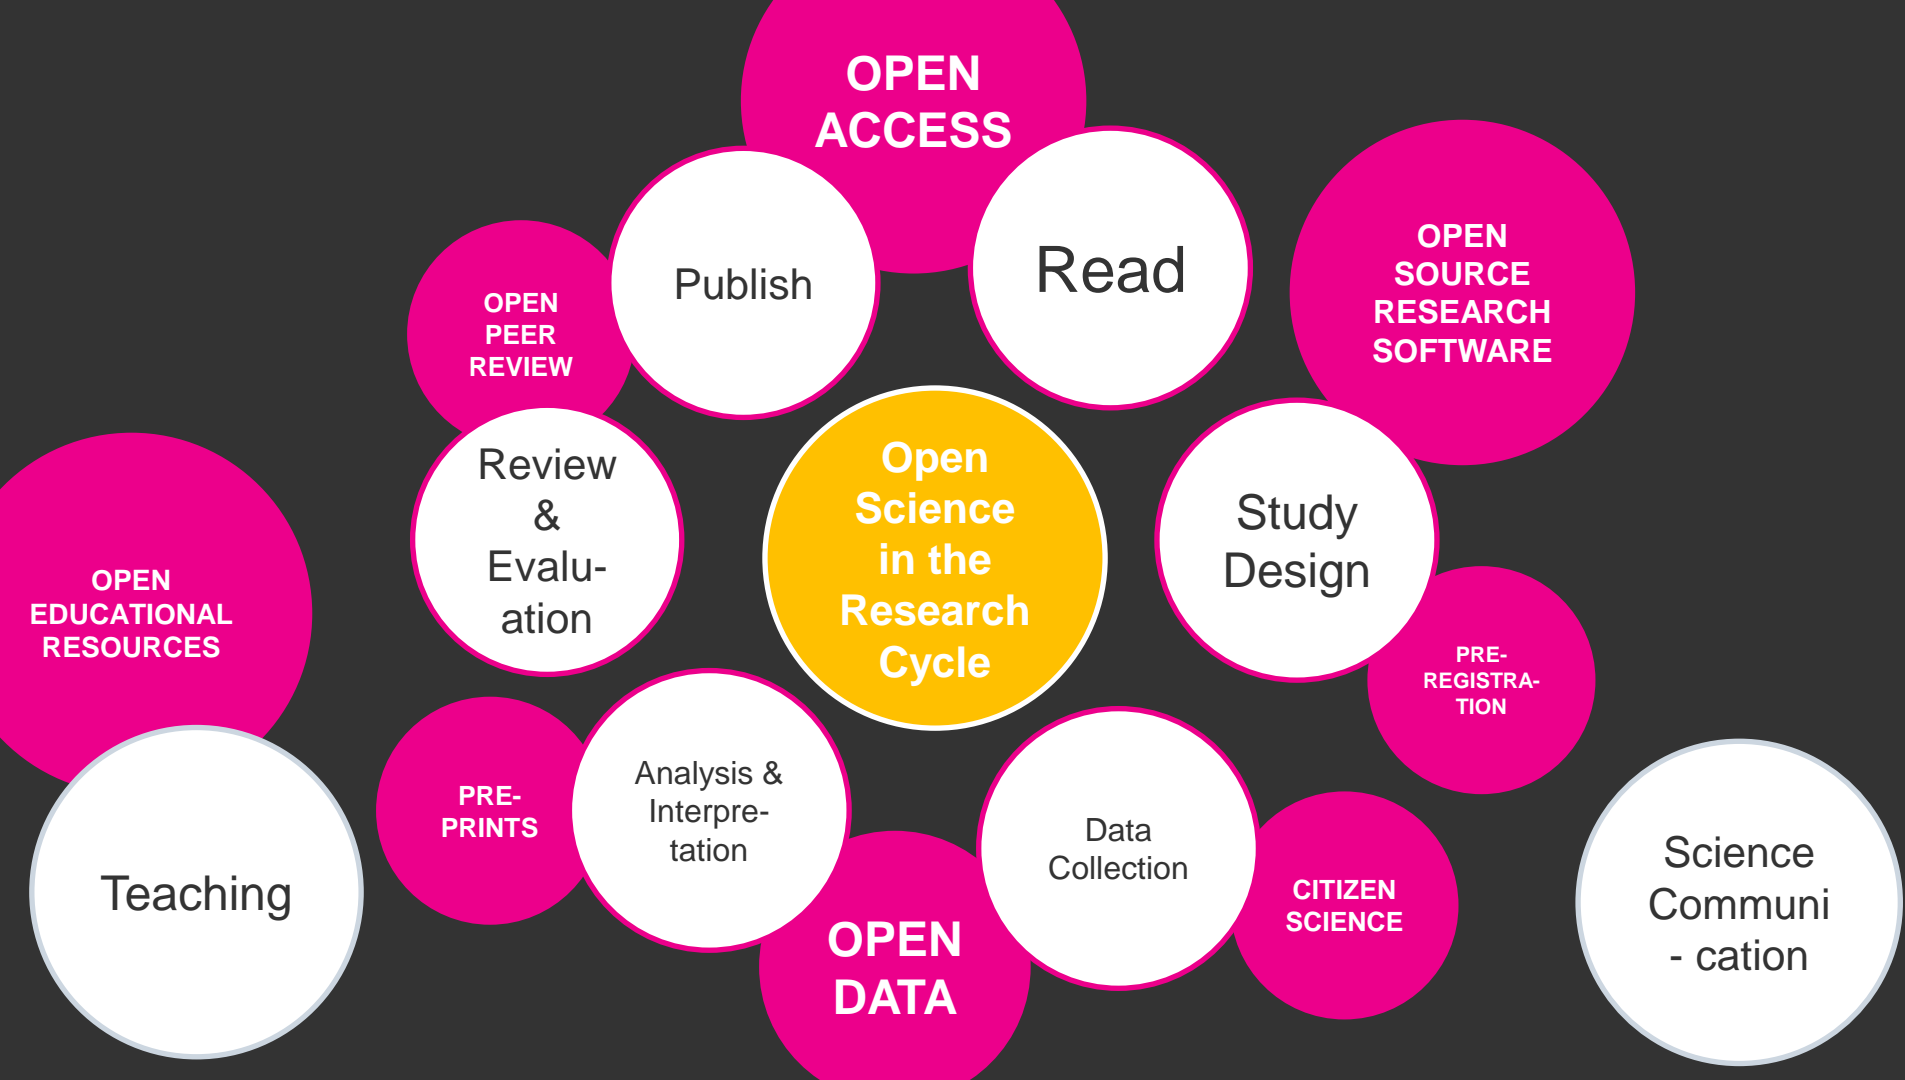 OPEN
ACCESS
Publish
Read
OPEN
SOURCE
RESEARCH
SOFTWARE
OPEN
PEER
REVIEW
Review
&
Evalu-
ation
Open
Science
in the
Research
Cycle
Study
Design
OPEN
EDUCATIONAL
RESOURCES
PRE-
REGISTRA-
TION
Teaching
PRE-
PRINTS
Analysis &
Interpre-
tation
OPEN
DATA
Data
Collection
CITIZEN
SCIENCE
Science
Communi
- cation